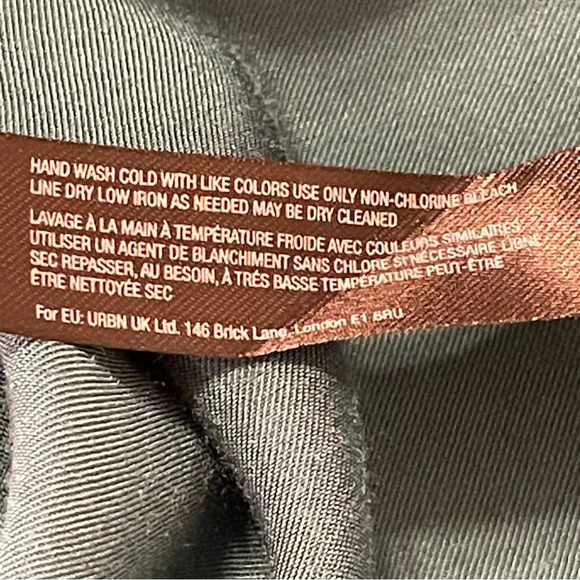 HAND WASH COLD WITH LIKE COLORS USE ONLY NON-CHLORINE BLEACH
LINE DRY LOW IRON AS NEEDED MAY BE DRY CLEANED
LAVAGE À LA MAIN À TEMPÉRATURE FROIDE AVEC COULEURS SIMILAIRES
UTILISER UN AGENT DE BLANCHIMENT SANS CHLORE SI NÉCESSAIRE LIGNE
SEC REPASSER, AU BESOIN, À TRÈS BASSE TEMPÉRATURE PEUT-ÊTRE
ÊTRE NETTOYÉE SEC
For EU: URBN UK Ltd. 146 Brick Lane, London E1 6RU